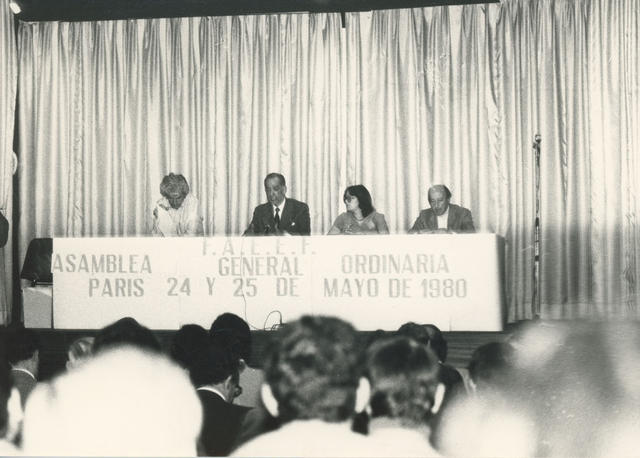 F.A.E.E.F.
ASAMBLEA GENERAL ORDINARIA
PARIS 24 Y 25 DE MAYO DE 1980